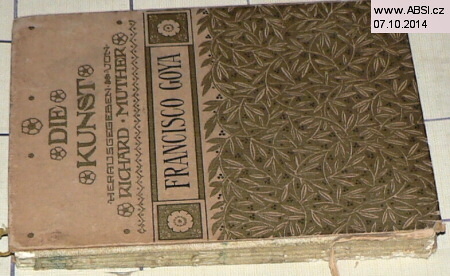 www.ABSI.cz
07.10.2014
DIE
KUNST
HERAUSGEGEBEN VON
RICHARD MUTHER
FRANCISCO GOYA